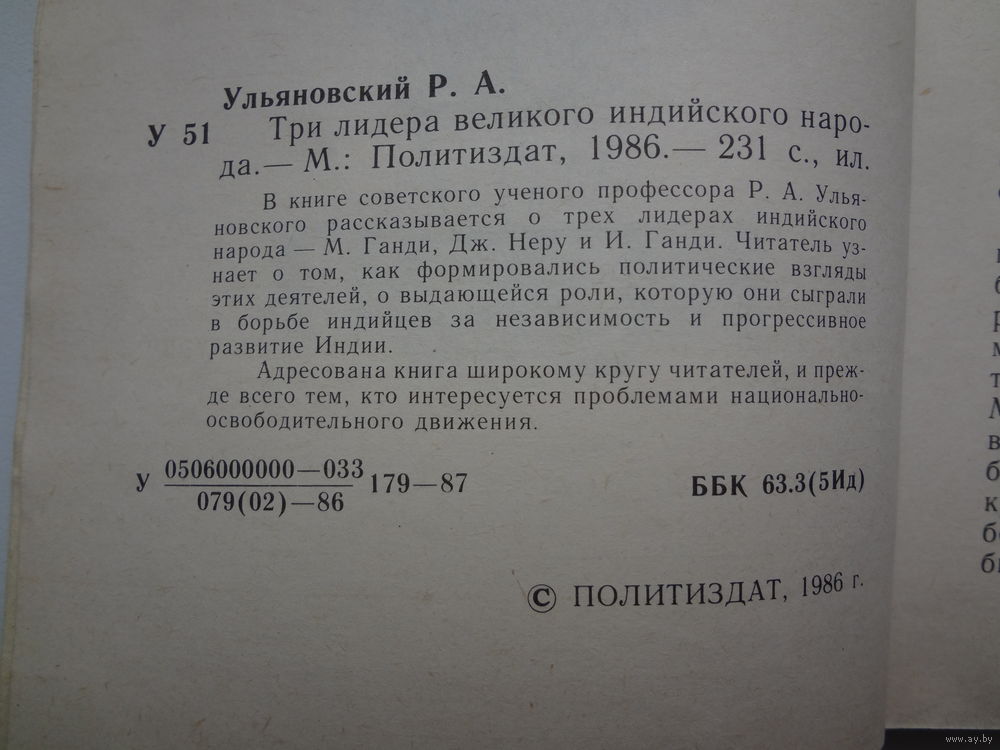 Ульяновский Р. А.
У 51 Три лидера великого индийского наро-
да.— М.: Политиздат, 1986.— 231 с., ил.
В книге советского ученого профессора Р. А. Улья-
новского рассказывается о трех лидерах индийского
народа — М. Ганди, Дж. Неру и И. Ганди. Читатель уз-
нает о том, как формировались политические взгляды
этих деятелей, о выдающейся роли, которую они сыграли
в борьбе индийцев за независимость и прогрессивное
развитие Индии.
Адресована книга широкому кругу читателей, и преж-
де всего тем, кто интересуется проблемами национально-
освободительного движения.
У 0506000000—033
079(02)—86
179—87
ББК 63.3(5Ид)
© ПОЛИТИЗДАТ, 1986 г.
www.ay.by